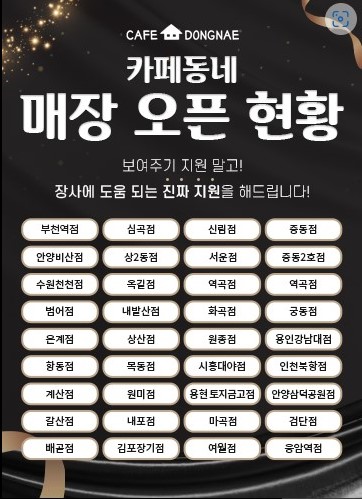 CAFE DONGNAE
카페동네
매장 오픈 현황
보여주기 지원 말고!
장사에 도움 되는 진짜 지원을 해드립니다!
부천역점 심곡점 신림점 중동점
안양비산점 상2동점 서운점 중동2호점
수원천천점 옥길점 역곡점 역곡점
범어점 내발산점 화곡점 궁동점
은계점 상산점 원종점 용인강남대점
항동점 목동점 시흥대야점 인천북항점
계산점 원미점 용현토지금고점 안양삼덕공원점
갈산점 내포점 마곡점 검단점
배곧점 김포장기점 여월점 응암역점